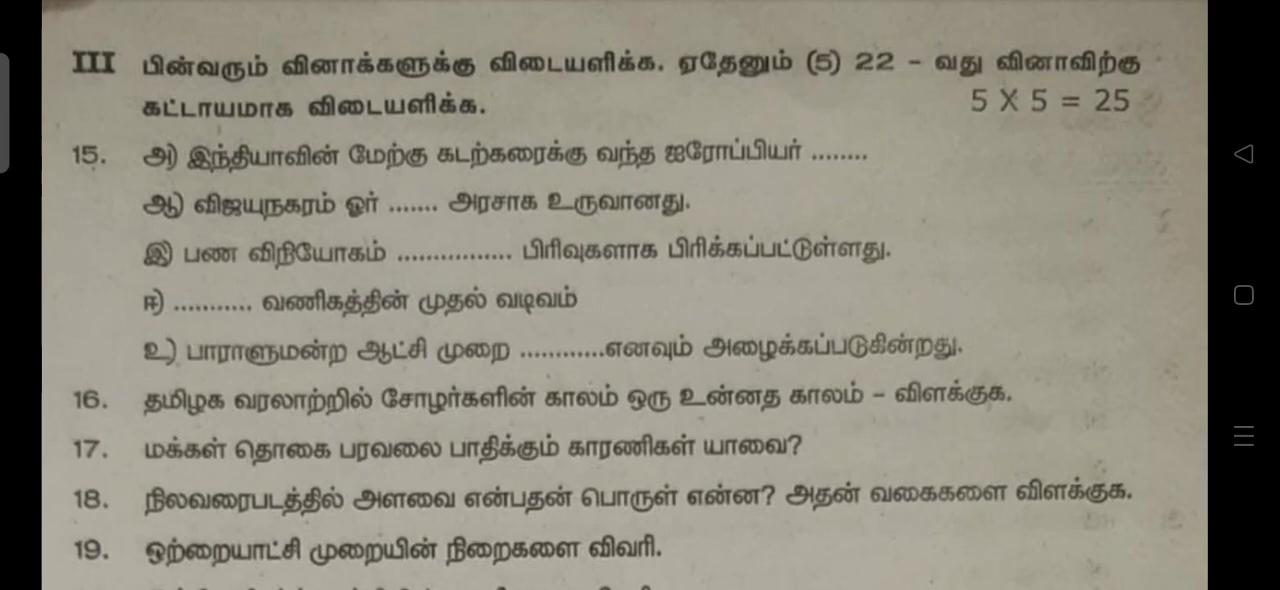 III பின்வரும் வினாக்களுக்கு விடையளிக்க. ஏதேனும் (5) 22 - வது வினாவிற்கு
கட்டாயமாக விடையளிக்க. 5 X 5 = 25
15. அ) இந்தியாவின் மேற்கு கடற்கரைக்கு வந்த ஐரோப்பியர் ........
ஆ) விஜயநகரம் ஓர் ....... அரசாக உருவானது.
இ) பண விநியோகம் ................ பிரிவுகளாக பிரிக்கப்பட்டுள்ளது.
ஈ) ........... வணிகத்தின் முதல் வடிவம்
உ) பாராளுமன்ற ஆட்சி முறை ............எனவும் அழைக்கப்படுகின்றது.
16. தமிழக வரலாற்றில் சோழர்களின் காலம் ஒரு உன்னத காலம் - விளக்குக.
17. மக்கள் தொகை பரவலை பாதிக்கும் காரணிகள் யாவை?
18. நிலவரைபடத்தில் அளவை என்பதன் பொருள் என்ன? அதன் வகைகளை விளக்குக.
19. ஒற்றையாட்சி முறையின் நிறைகளை விவரி.